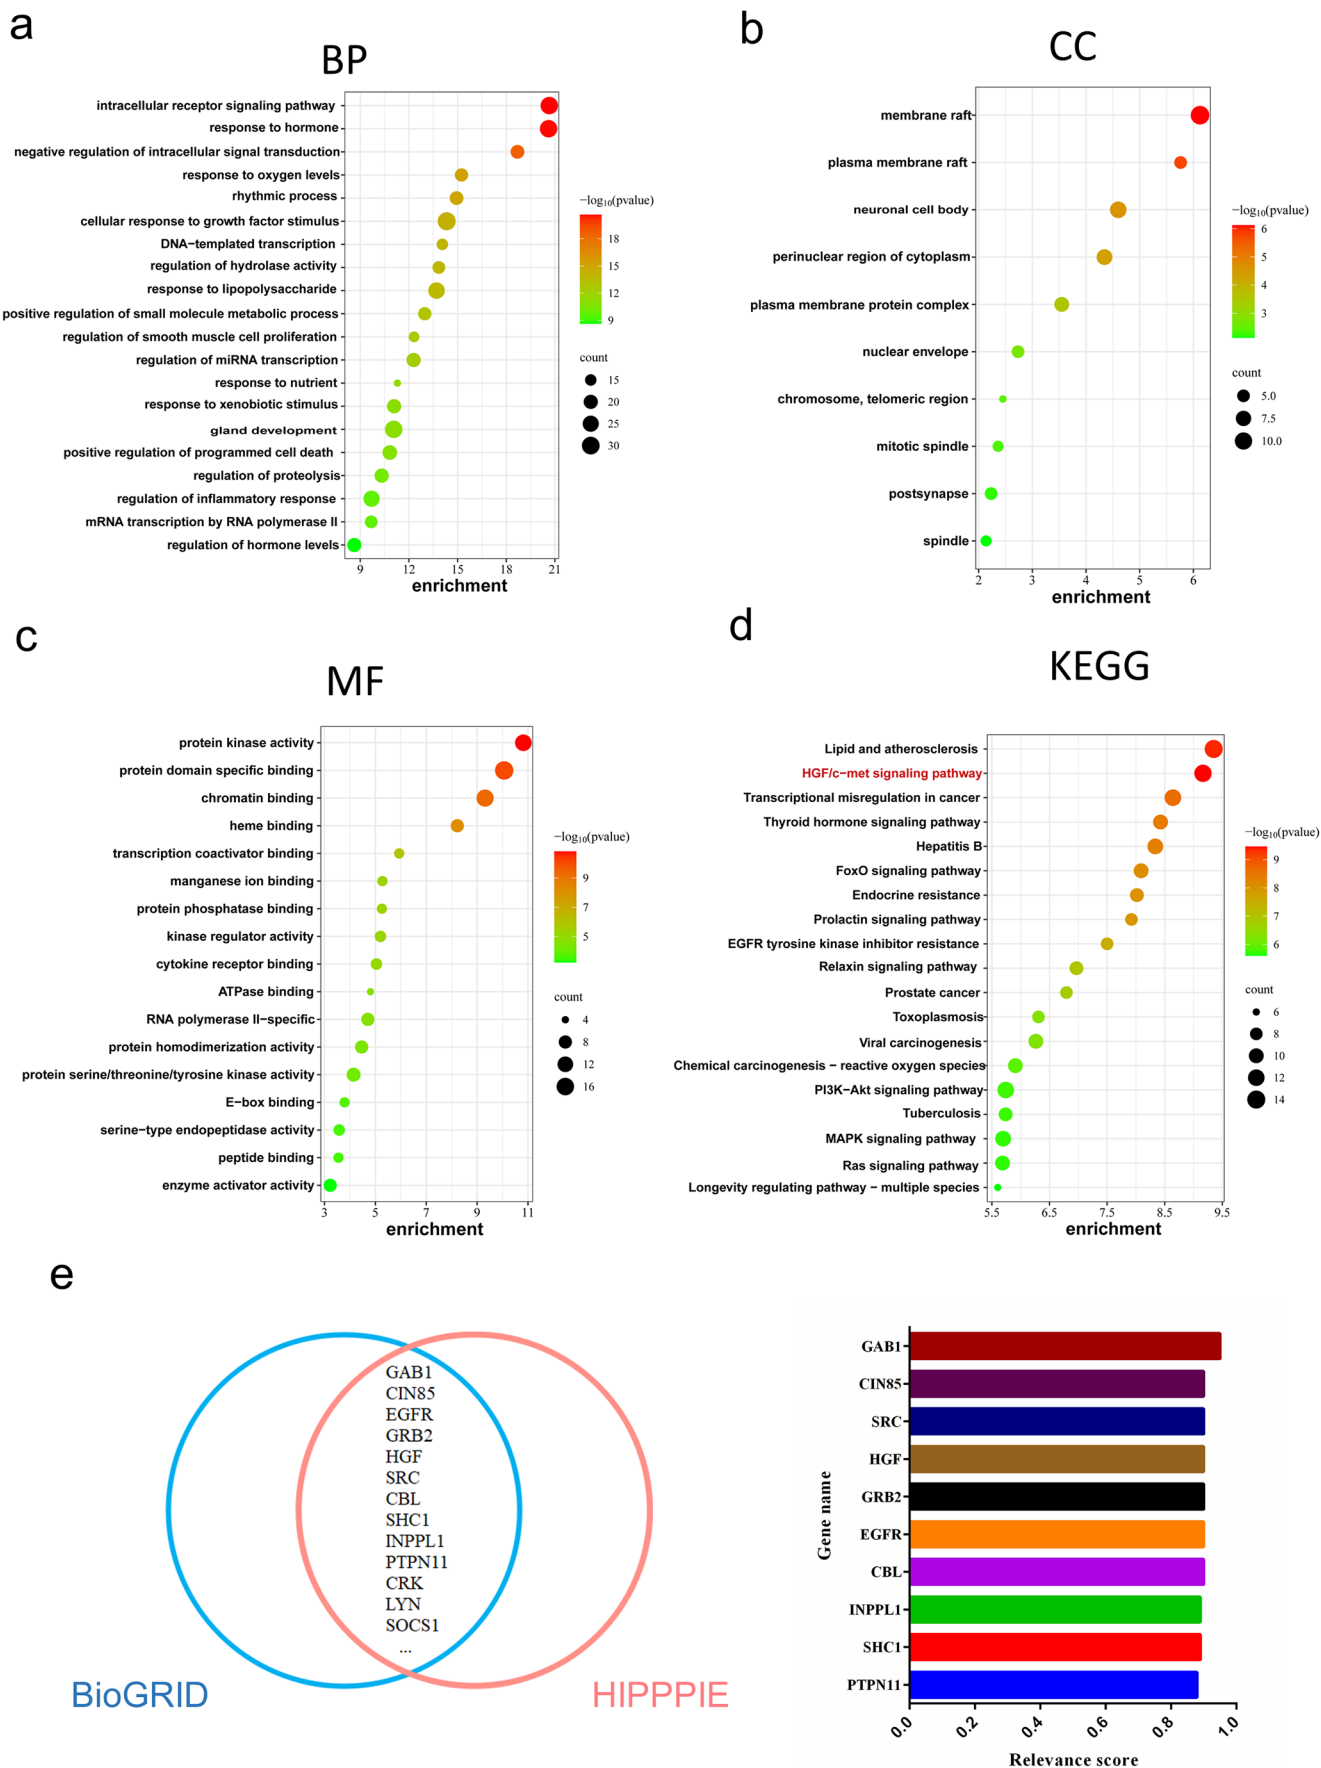 a
BP
intracellular receptor signaling pathway
response to hormone
negative regulation of intracellular signal transduction
response to oxygen levels
rhythmic process
cellular response to growth factor stimulus
DNA−templated transcription
regulation of hydrolase activity
response to lipopolysaccharide
positive regulation of small molecule metabolic process
regulation of smooth muscle cell proliferation
regulation of miRNA transcription
response to nutrient
response to xenobiotic stimulus
gland development
positive regulation of programmed cell death
regulation of proteolysis
regulation of inflammatory response
mRNA transcription by RNA polymerase II
regulation of hormone levels
9 12 15 18 21
enrichment
−log10(pvalue)
18
15
12
9
count
15
20
25
30
b
CC
membrane raft
plasma membrane raft
neuronal cell body
perinuclear region of cytoplasm
plasma membrane protein complex
nuclear envelope
chromosome, telomeric region
mitotic spindle
postsynapse
spindle
2 3 4 5 6
enrichment
−log10(pvalue)
6
5
4
3
count
5.0
7.5
10.0
c
MF
protein kinase activity
protein domain specific binding
chromatin binding
heme binding
transcription coactivator binding
manganese ion binding
protein phosphatase binding
kinase regulator activity
cytokine receptor binding
ATPase binding
RNA polymerase II−specific
protein homodimerization activity
protein serine/threonine/tyrosine kinase activity
E−box binding
serine−type endopeptidase activity
peptide binding
enzyme activator activity
3 5 7 9 11
enrichment
−log10(pvalue)
9
7
5
count
4
8
12
16
d
KEGG
Lipid and atherosclerosis
HGF/c−met signaling pathway
Transcriptional misregulation in cancer
Thyroid hormone signaling pathway
Hepatitis B
FoxO signaling pathway
Endocrine resistance
Prolactin signaling pathway
EGFR tyrosine kinase inhibitor resistance
Relaxin signaling pathway
Prostate cancer
Toxoplasmosis
Viral carcinogenesis
Chemical carcinogenesis − reactive oxygen species
PI3K−Akt signaling pathway
Tuberculosis
MAPK signaling pathway
Ras signaling pathway
Longevity regulating pathway − multiple species
5.5 6.5 7.5 8.5 9.5
enrichment
−log10(pvalue)
9
8
7
6
count
6
8
10
12
14
e
GAB1
CIN85
EGFR
GRB2
HGF
SRC
CBL
SHC1
INPPL1
PTPN11
CRK
LYN
SOCS1
...
BioGRID
HIPPPIE
Gene name
GAB1
CIN85
SRC
HGF
GRB2
EGFR
CBL
INPPL1
SHC1
PTPN11
0.0 0.2 0.4 0.6 0.8 1.0
Relevance score